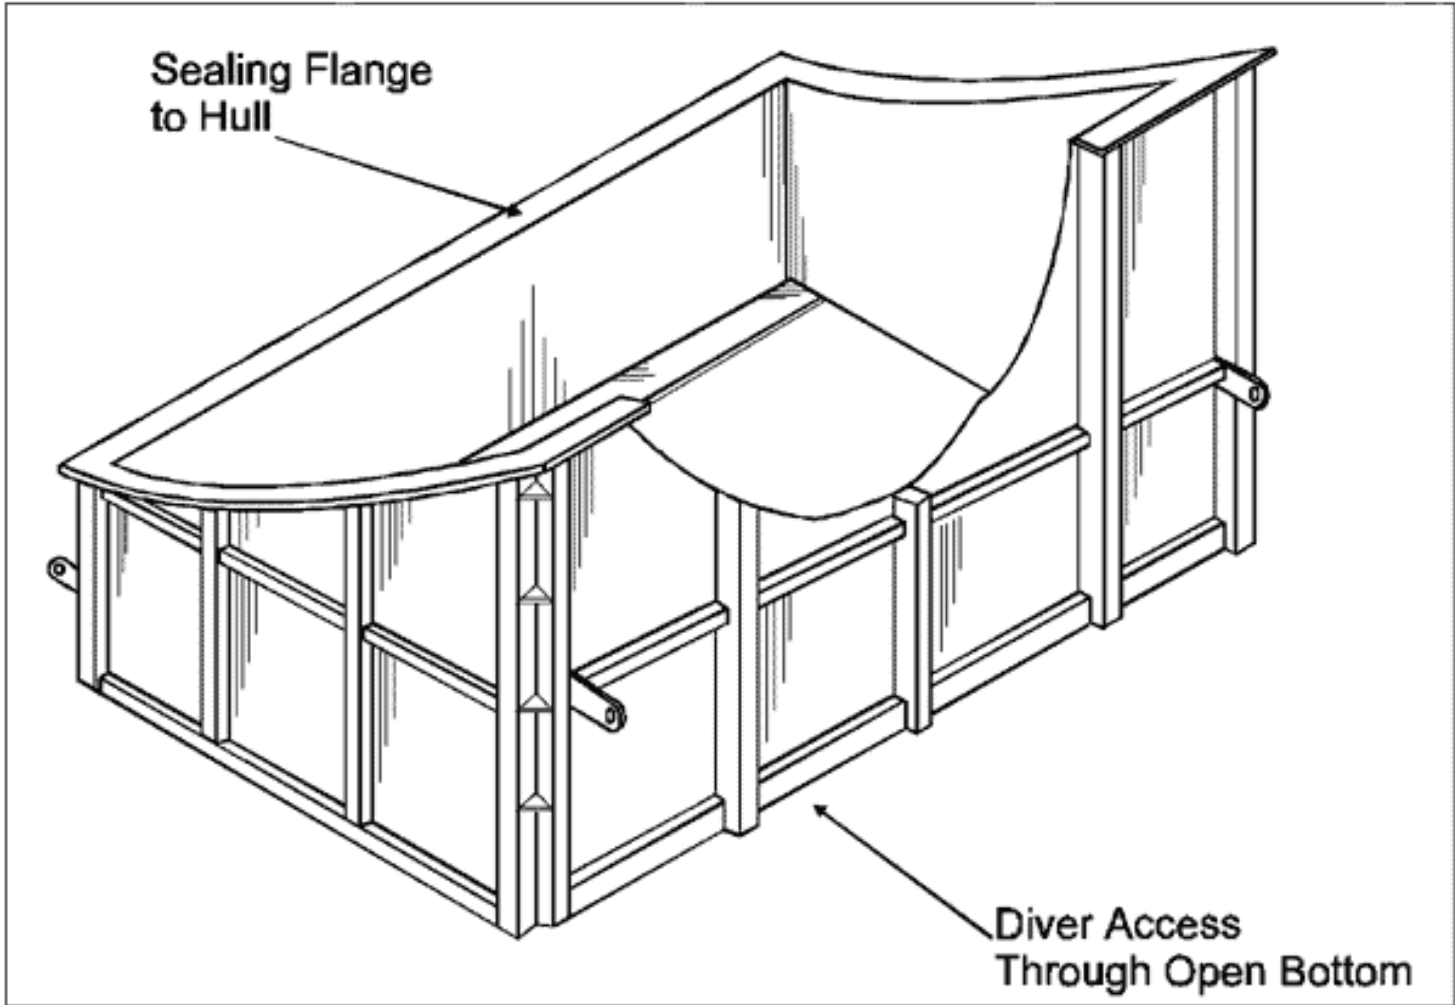 Sealing Flange
to Hull
Diver Access
Through Open Bottom